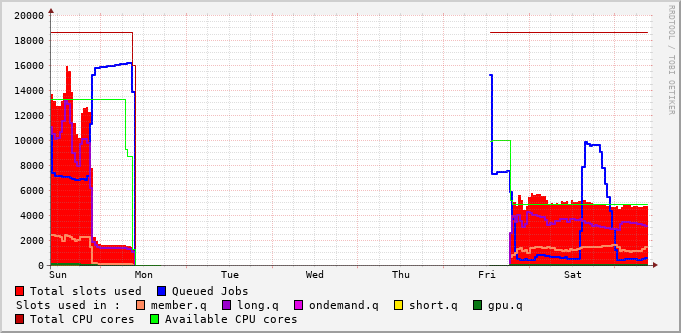 20000
18000
16000
14000
12000
10000
8000
6000
4000
2000
0
Sun Mon Tue Wed Thu Fri Sat
Total slots used Queued Jobs
Slots used in : member.q long.q ondemand.q short.q gpu.q
Total CPU cores Available CPU cores
RRDTOOL / TOBI OETIKER